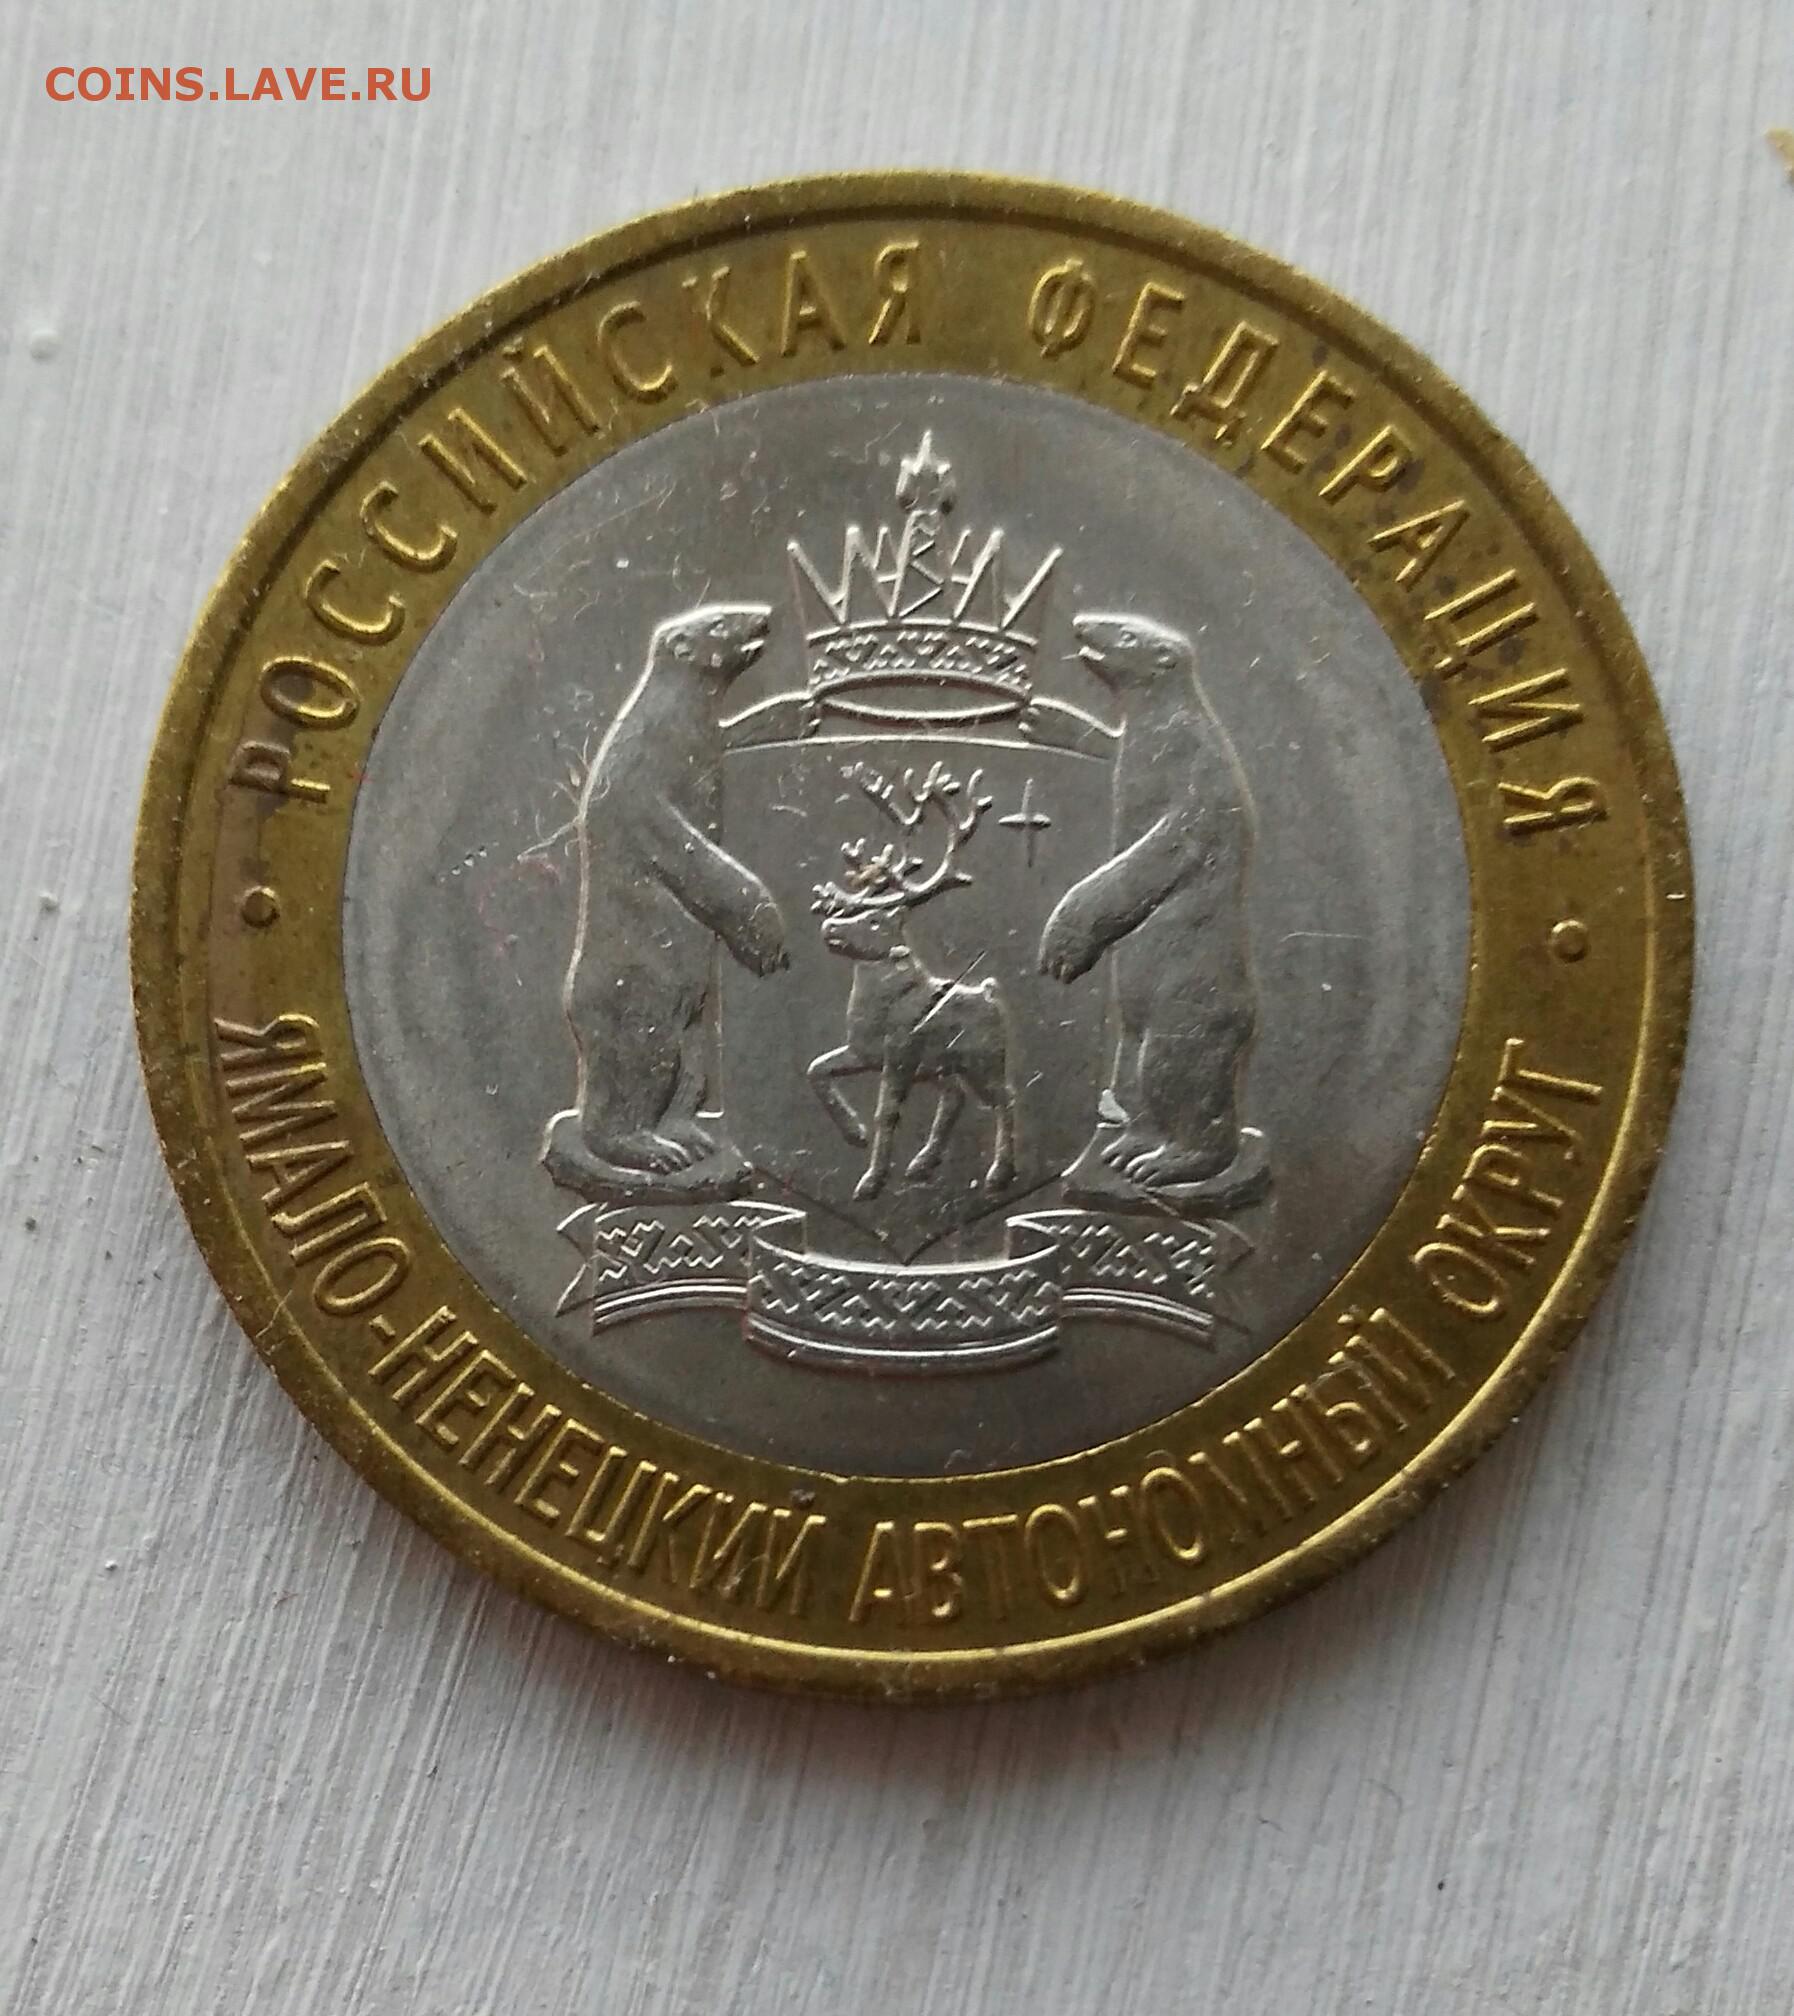 COINS.LAVE.RU
РОССИЙСКАЯ ФЕДЕРАЦИЯ
ЯМАЛО-НЕНЕЦКИЙ АВТОНОМНЫЙ ОКРУГ